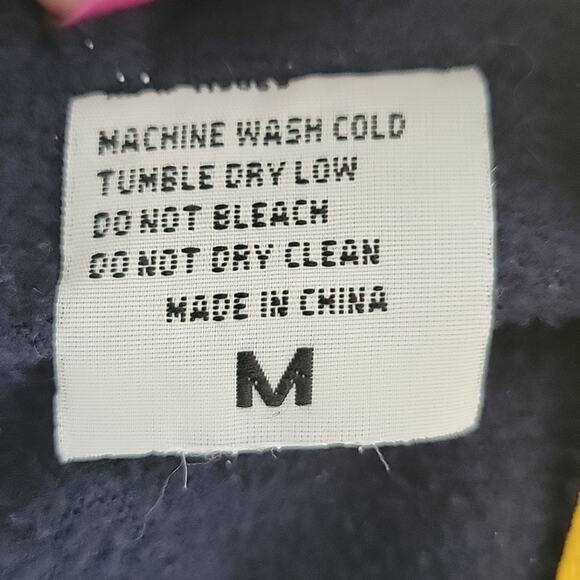 MACHINE WASH COLD
TUMBLE DRY LOW
DO NOT BLEACH
DO NOT DRY CLEAN
MADE IN CHINA
M